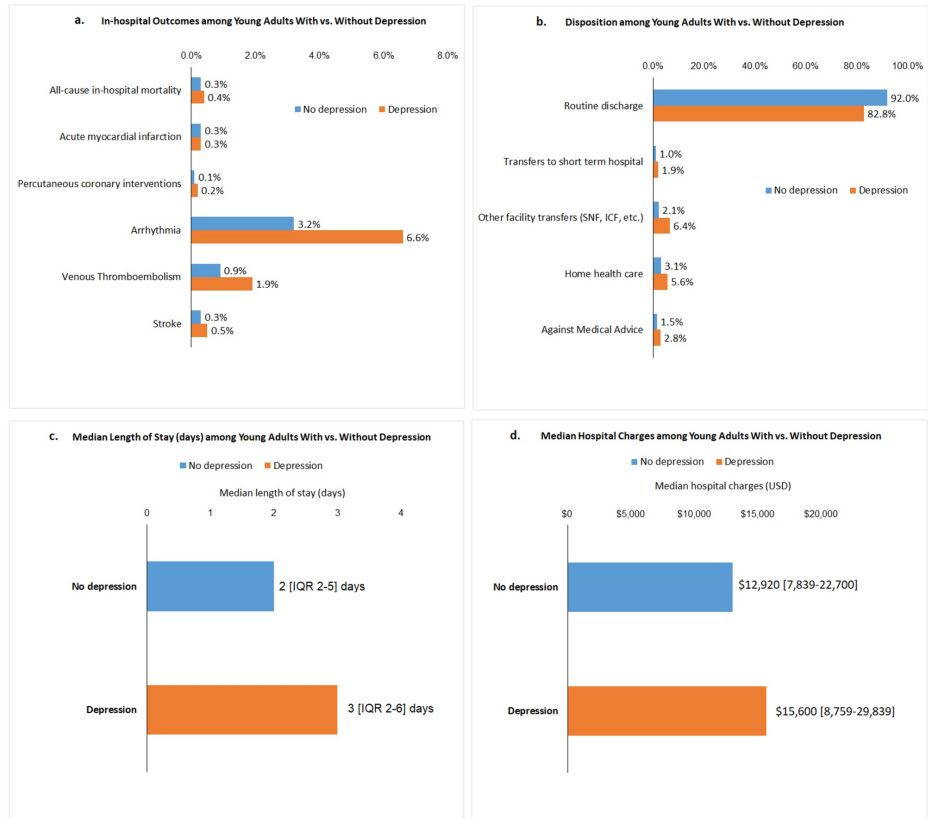 a. In-hospital Outcomes among Young Adults With vs. Without Depression
0.0% 2.0% 4.0% 6.0% 8.0%
All-cause in-hospital mortality 0.3%
0.4%
No depression Depression
Acute myocardial infarction 0.3%
0.3%
Percutaneous coronary interventions 0.1%
0.2%
Arrhythmia 3.2%
6.6%
Venous Thromboembolism 0.9%
1.9%
Stroke 0.3%
0.5%
b. Disposition among Young Adults With vs. Without Depression
0.0% 20.0% 40.0% 60.0% 80.0% 100.0%
Routine discharge 92.0%
82.8%
Transfers to short term hospital 1.0%
1.9%
No depression Depression
Other facility transfers (SNF, ICF, etc.) 2.1%
6.4%
Home health care 3.1%
5.6%
Against Medical Advice 1.5%
2.8%
c. Median Length of Stay (days) among Young Adults With vs. Without Depression
No depression Depression
Median length of stay (days)
0 1 2 3 4
No depression 2 [IQR 2-5] days
Depression 3 [IQR 2-6] days
d. Median Hospital Charges among Young Adults With vs. Without Depression
No depression Depression
Median hospital charges (USD)
$0 $5,000 $10,000 $15,000 $20,000
No depression $12,920 [7,839-22,700]
Depression $15,600 [8,759-29,839]